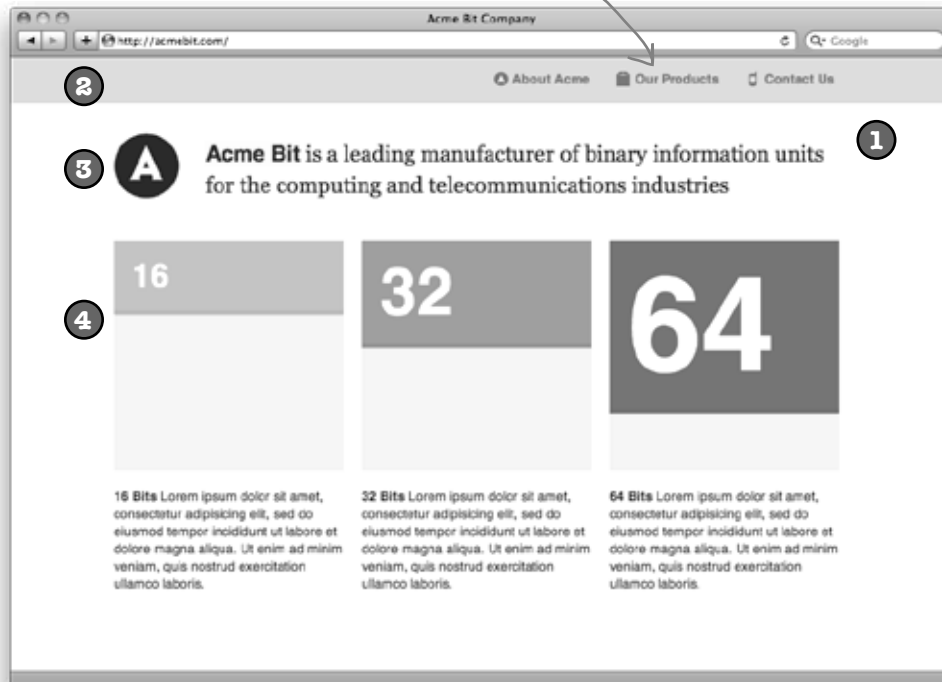 Acme Bit Company
http://acmebit.com/
Google
2
About Acme
Our Products
Contact Us
1
3
A
Acme Bit is a leading manufacturer of binary information units
for the computing and telecommunications industries
4
16
32
64
16 Bits Lorem ipsum dolor sit amet,
consectetur adipisicing elit, sed do
eiusmod tempor incididunt ut labore et
dolore magna aliqua. Ut enim ad minim
veniam, quis nostrud exercitation
ullamco laboris.
32 Bits Lorem ipsum dolor sit amet,
consectetur adipisicing elit, sed do
eiusmod tempor incididunt ut labore et
dolore magna aliqua. Ut enim ad minim
veniam, quis nostrud exercitation
ullamco laboris.
64 Bits Lorem ipsum dolor sit amet,
consectetur adipisicing elit, sed do
eiusmod tempor incididunt ut labore et
dolore magna aliqua. Ut enim ad minim
veniam, quis nostrud exercitation
ullamco laboris.